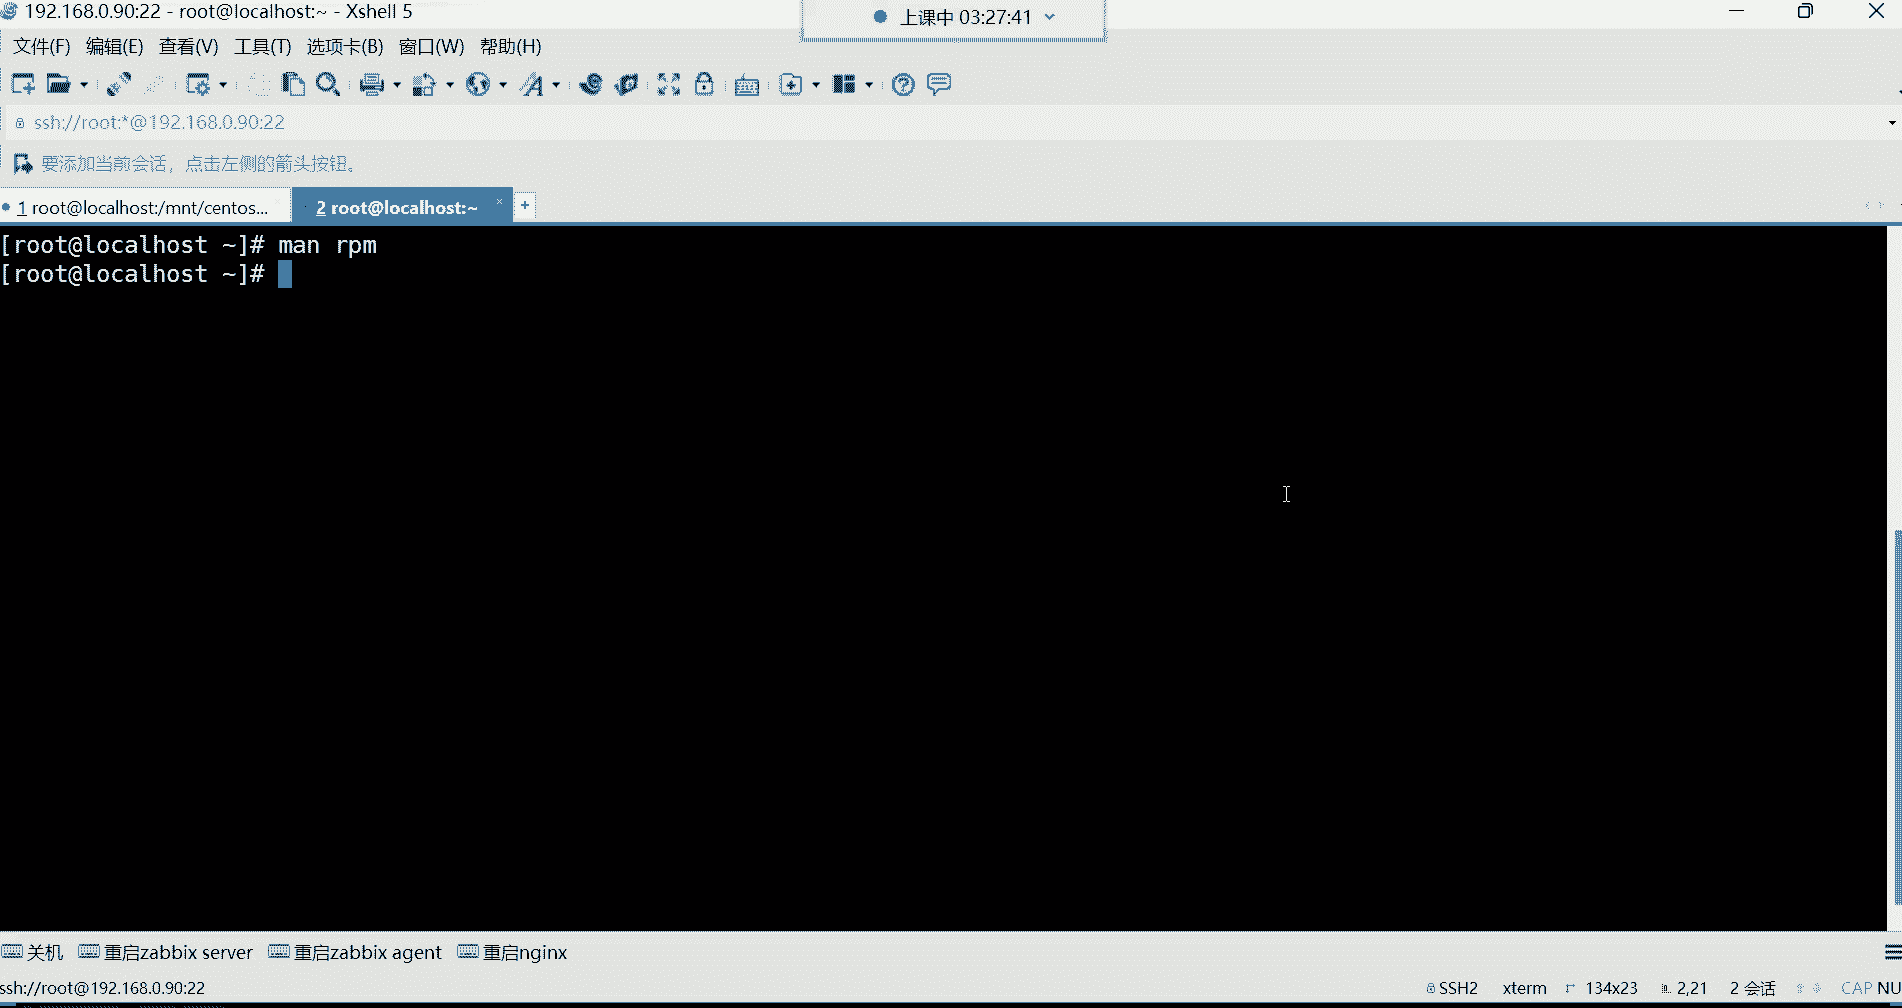 192.168.0.90:22 - root@localhost:~ - Xshell 5
上课中 03:27:41
文件(F) 编辑(E) 查看(V) 工具(T) 选项卡(B) 窗口(W) 帮助(H)
ssh://root:*@192.168.0.90:22
要添加当前会话，点击左侧的箭头按钮。
1 root@localhost:/mnt/centos... 2 root@localhost:~
[root@localhost ~]# man rpm
[root@localhost ~]#
关机 重启zabbix server 重启zabbix agent 重启nginx
ssh://root@192.168.0.90:22 SSH2 xterm 134x23 2,21 2 会话 CAP NU